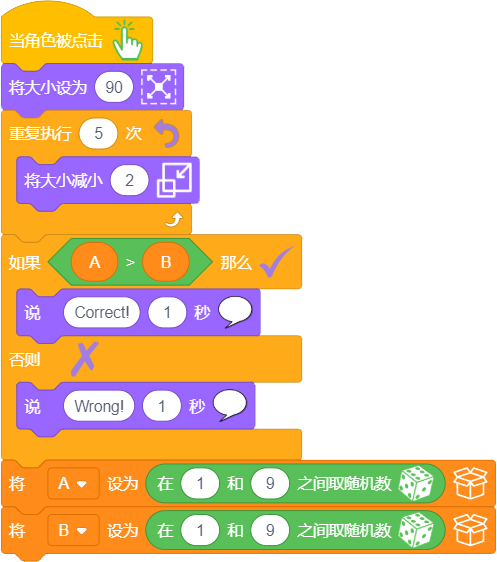 当角色被点击
将大小设为 90
重复执行 5 次
将大小减小 2
如果 A > B 那么
说 Correct! 1 秒
否则
说 Wrong! 1 秒
将 A 设为 在 1 和 9 之间取随机数
将 B 设为 在 1 和 9 之间取随机数